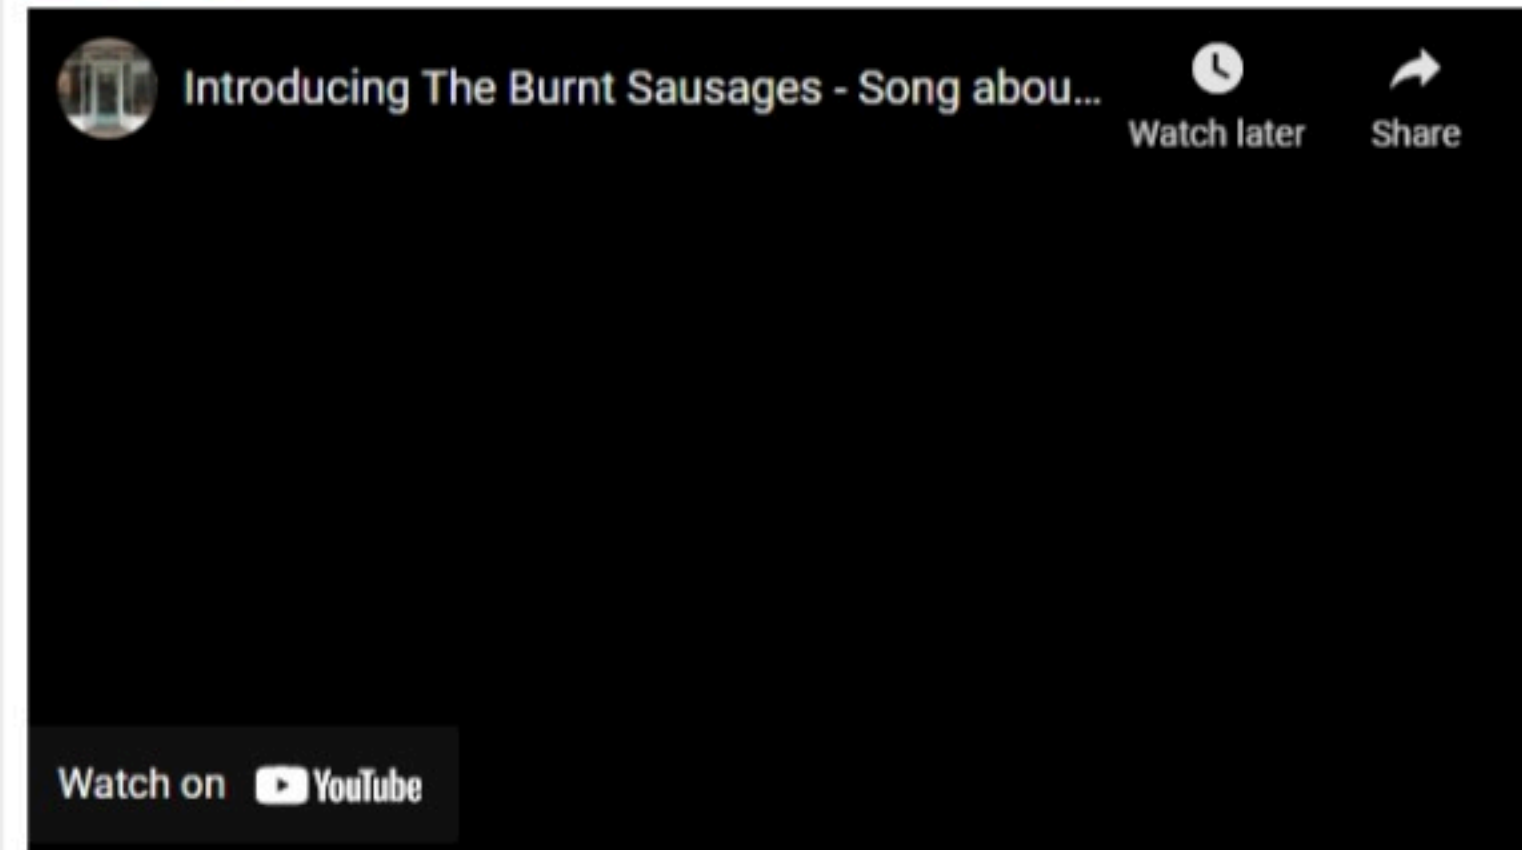 Introducing The Burnt Sausages - Song abou...
Watch later
Share
Watch on YouTube